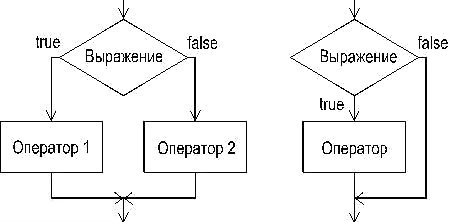 true
Выражение
false
Оператор 1
Оператор 2
Выражение
false
true
Оператор